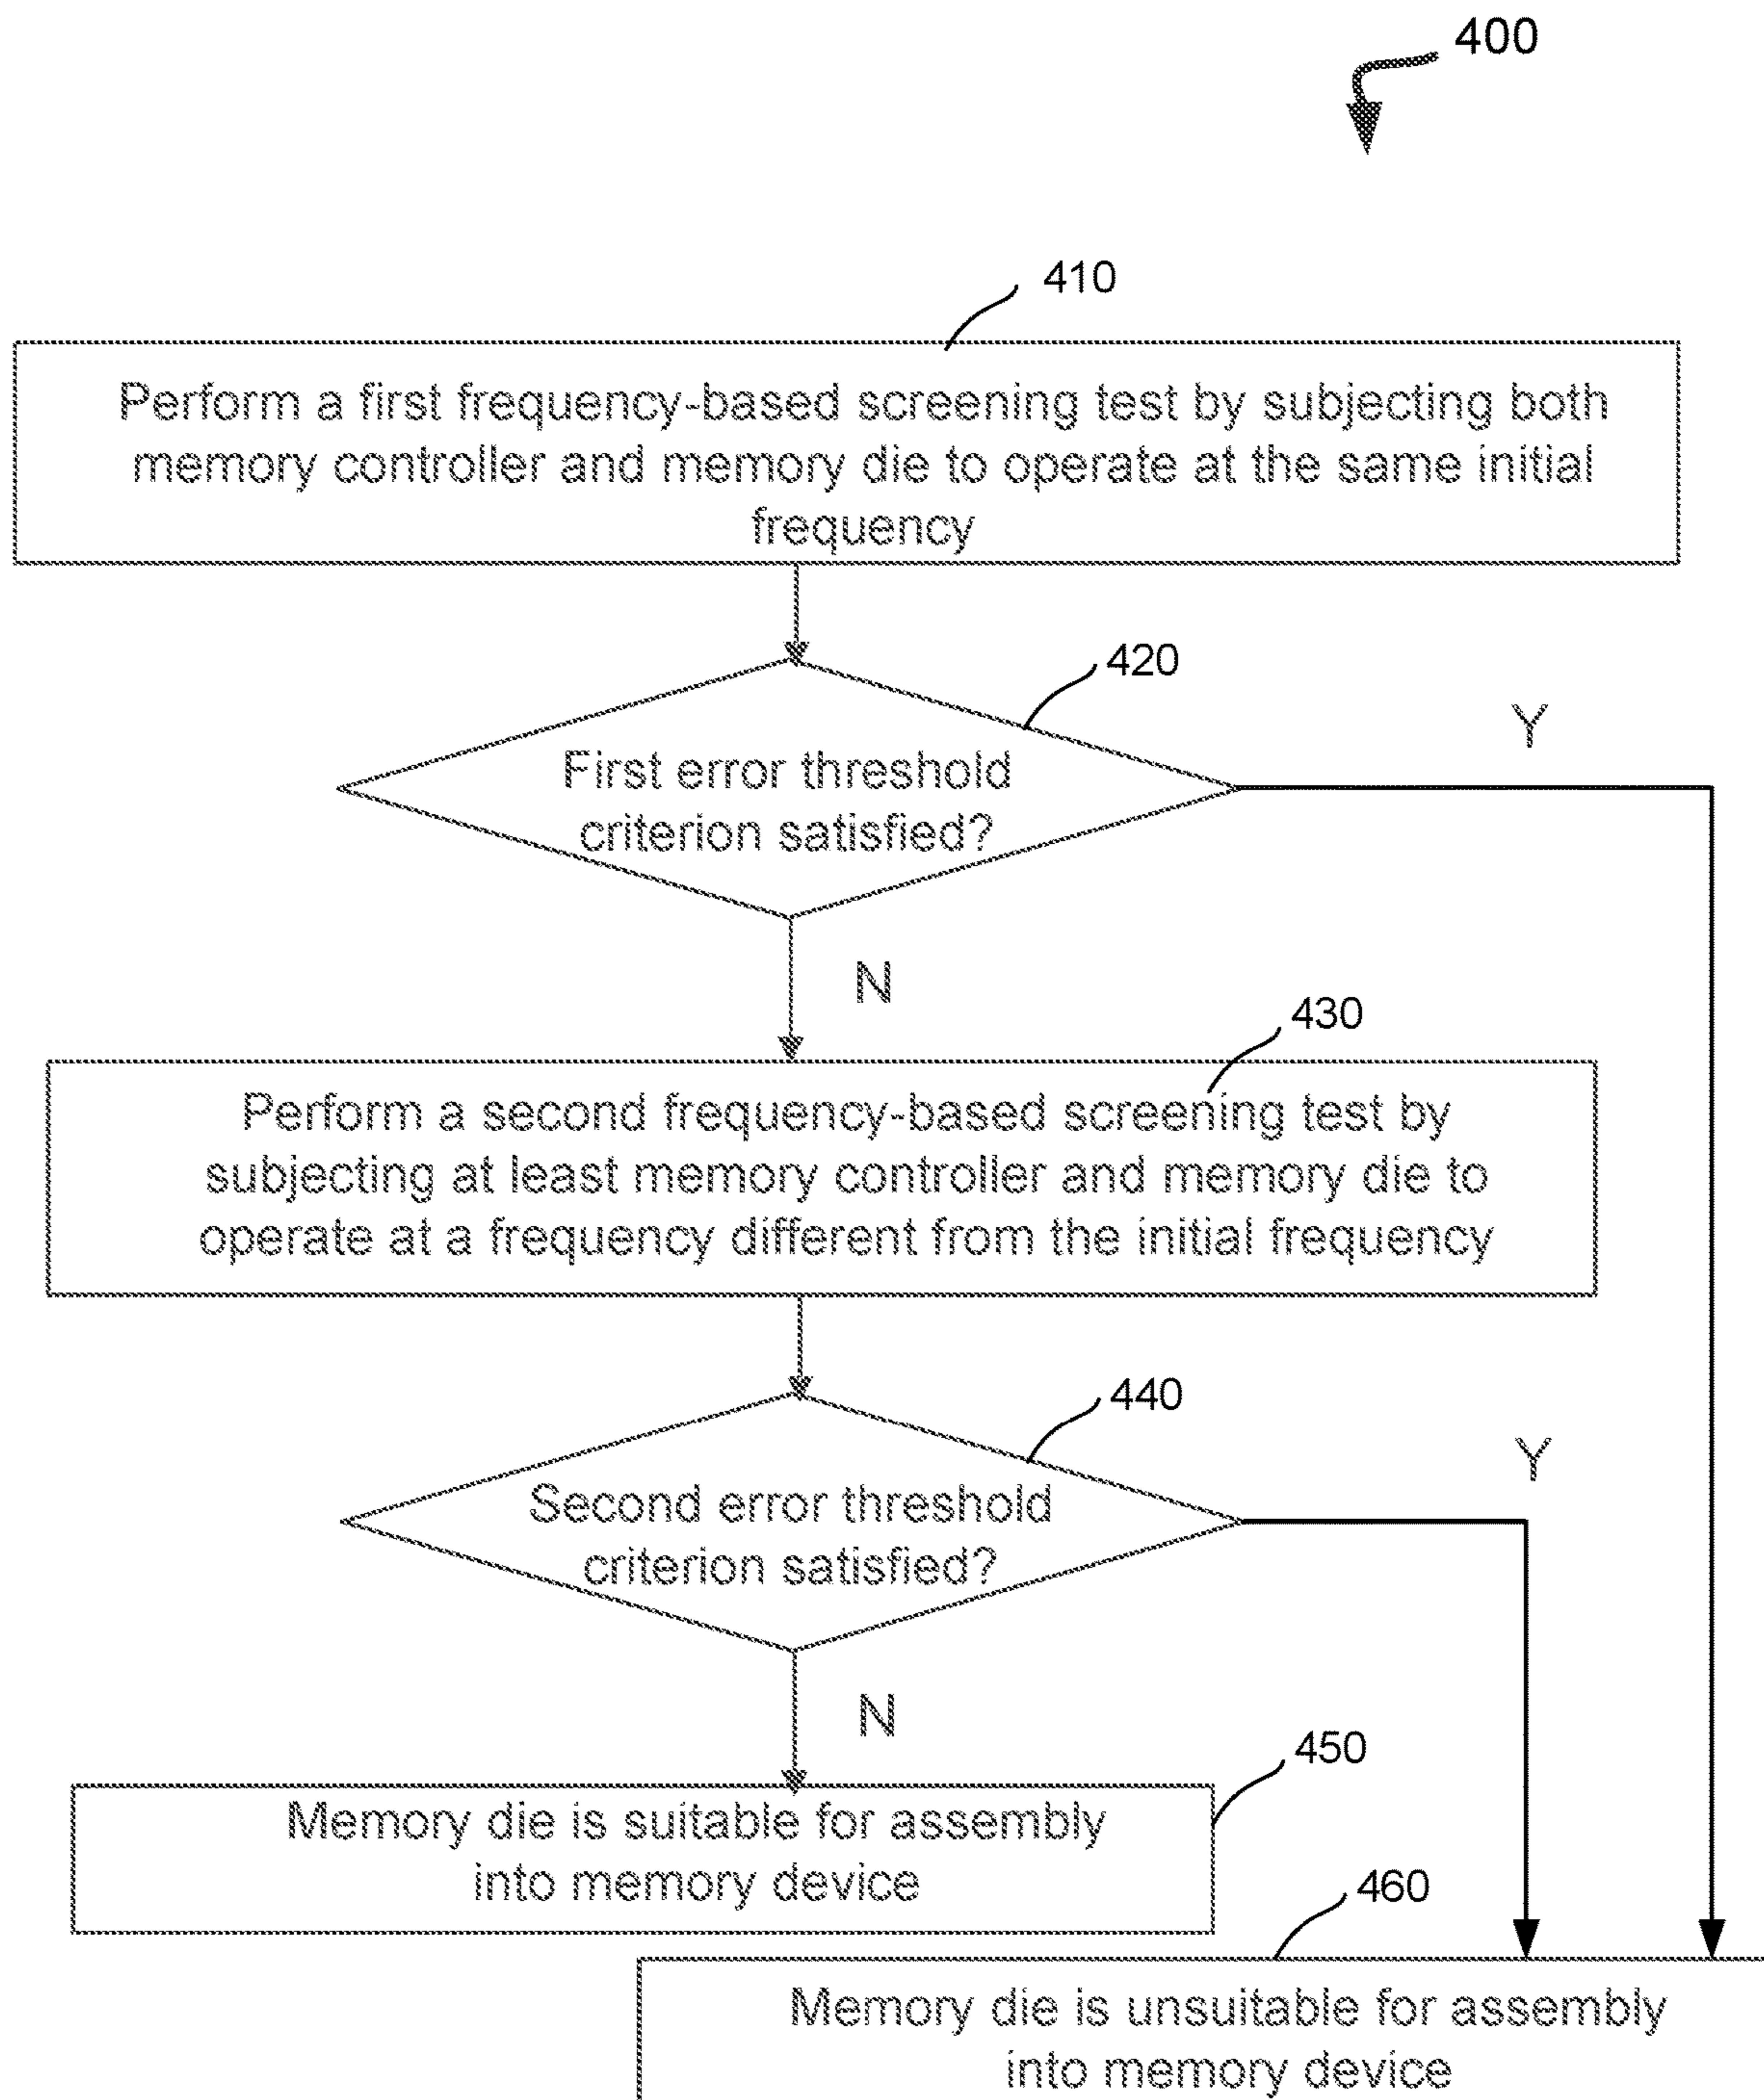 400
410
Perform a first frequency-based screening test by subjecting both
memory controller and memory die to operate at the same initial
frequency
420
Y
First error threshold
criterion satisfied?
N
430
Perform a second frequency-based screening test by
subjecting at least memory controller and memory die to
operate at a frequency different from the initial frequency
440
Y
Second error threshold
criterion satisfied?
N
450
Memory die is suitable for assembly
into memory device
460
Memory die is unsuitable for assembly
into memory device